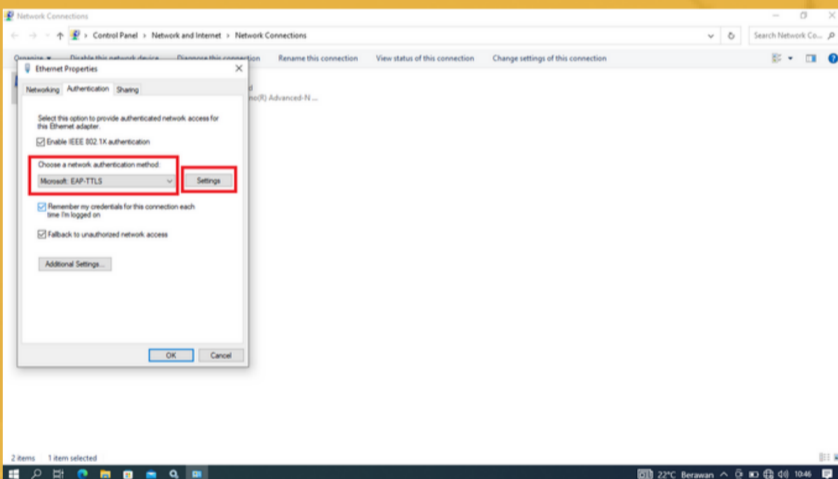 Network Connections
Control Panel › Network and Internet › Network Connections
Search Network Co...
Organize Disable this network device Diagnose this connection Rename this connection View status of this connection Change settings of this connection
Ethernet Properties
Networking Authentication Sharing
no(R) Advanced-N ...
Select this option to provide authenticated network access for
this Ethernet adapter.
Enable IEEE 802.1X authentication
Choose a network authentication method:
Microsoft: EAP-TTLS Settings
Remember my credentials for this connection each
time I'm logged on
Fallback to unauthorized network access
Additional Settings...
OK Cancel
2 items 1 item selected
22°C Berawan 10:46